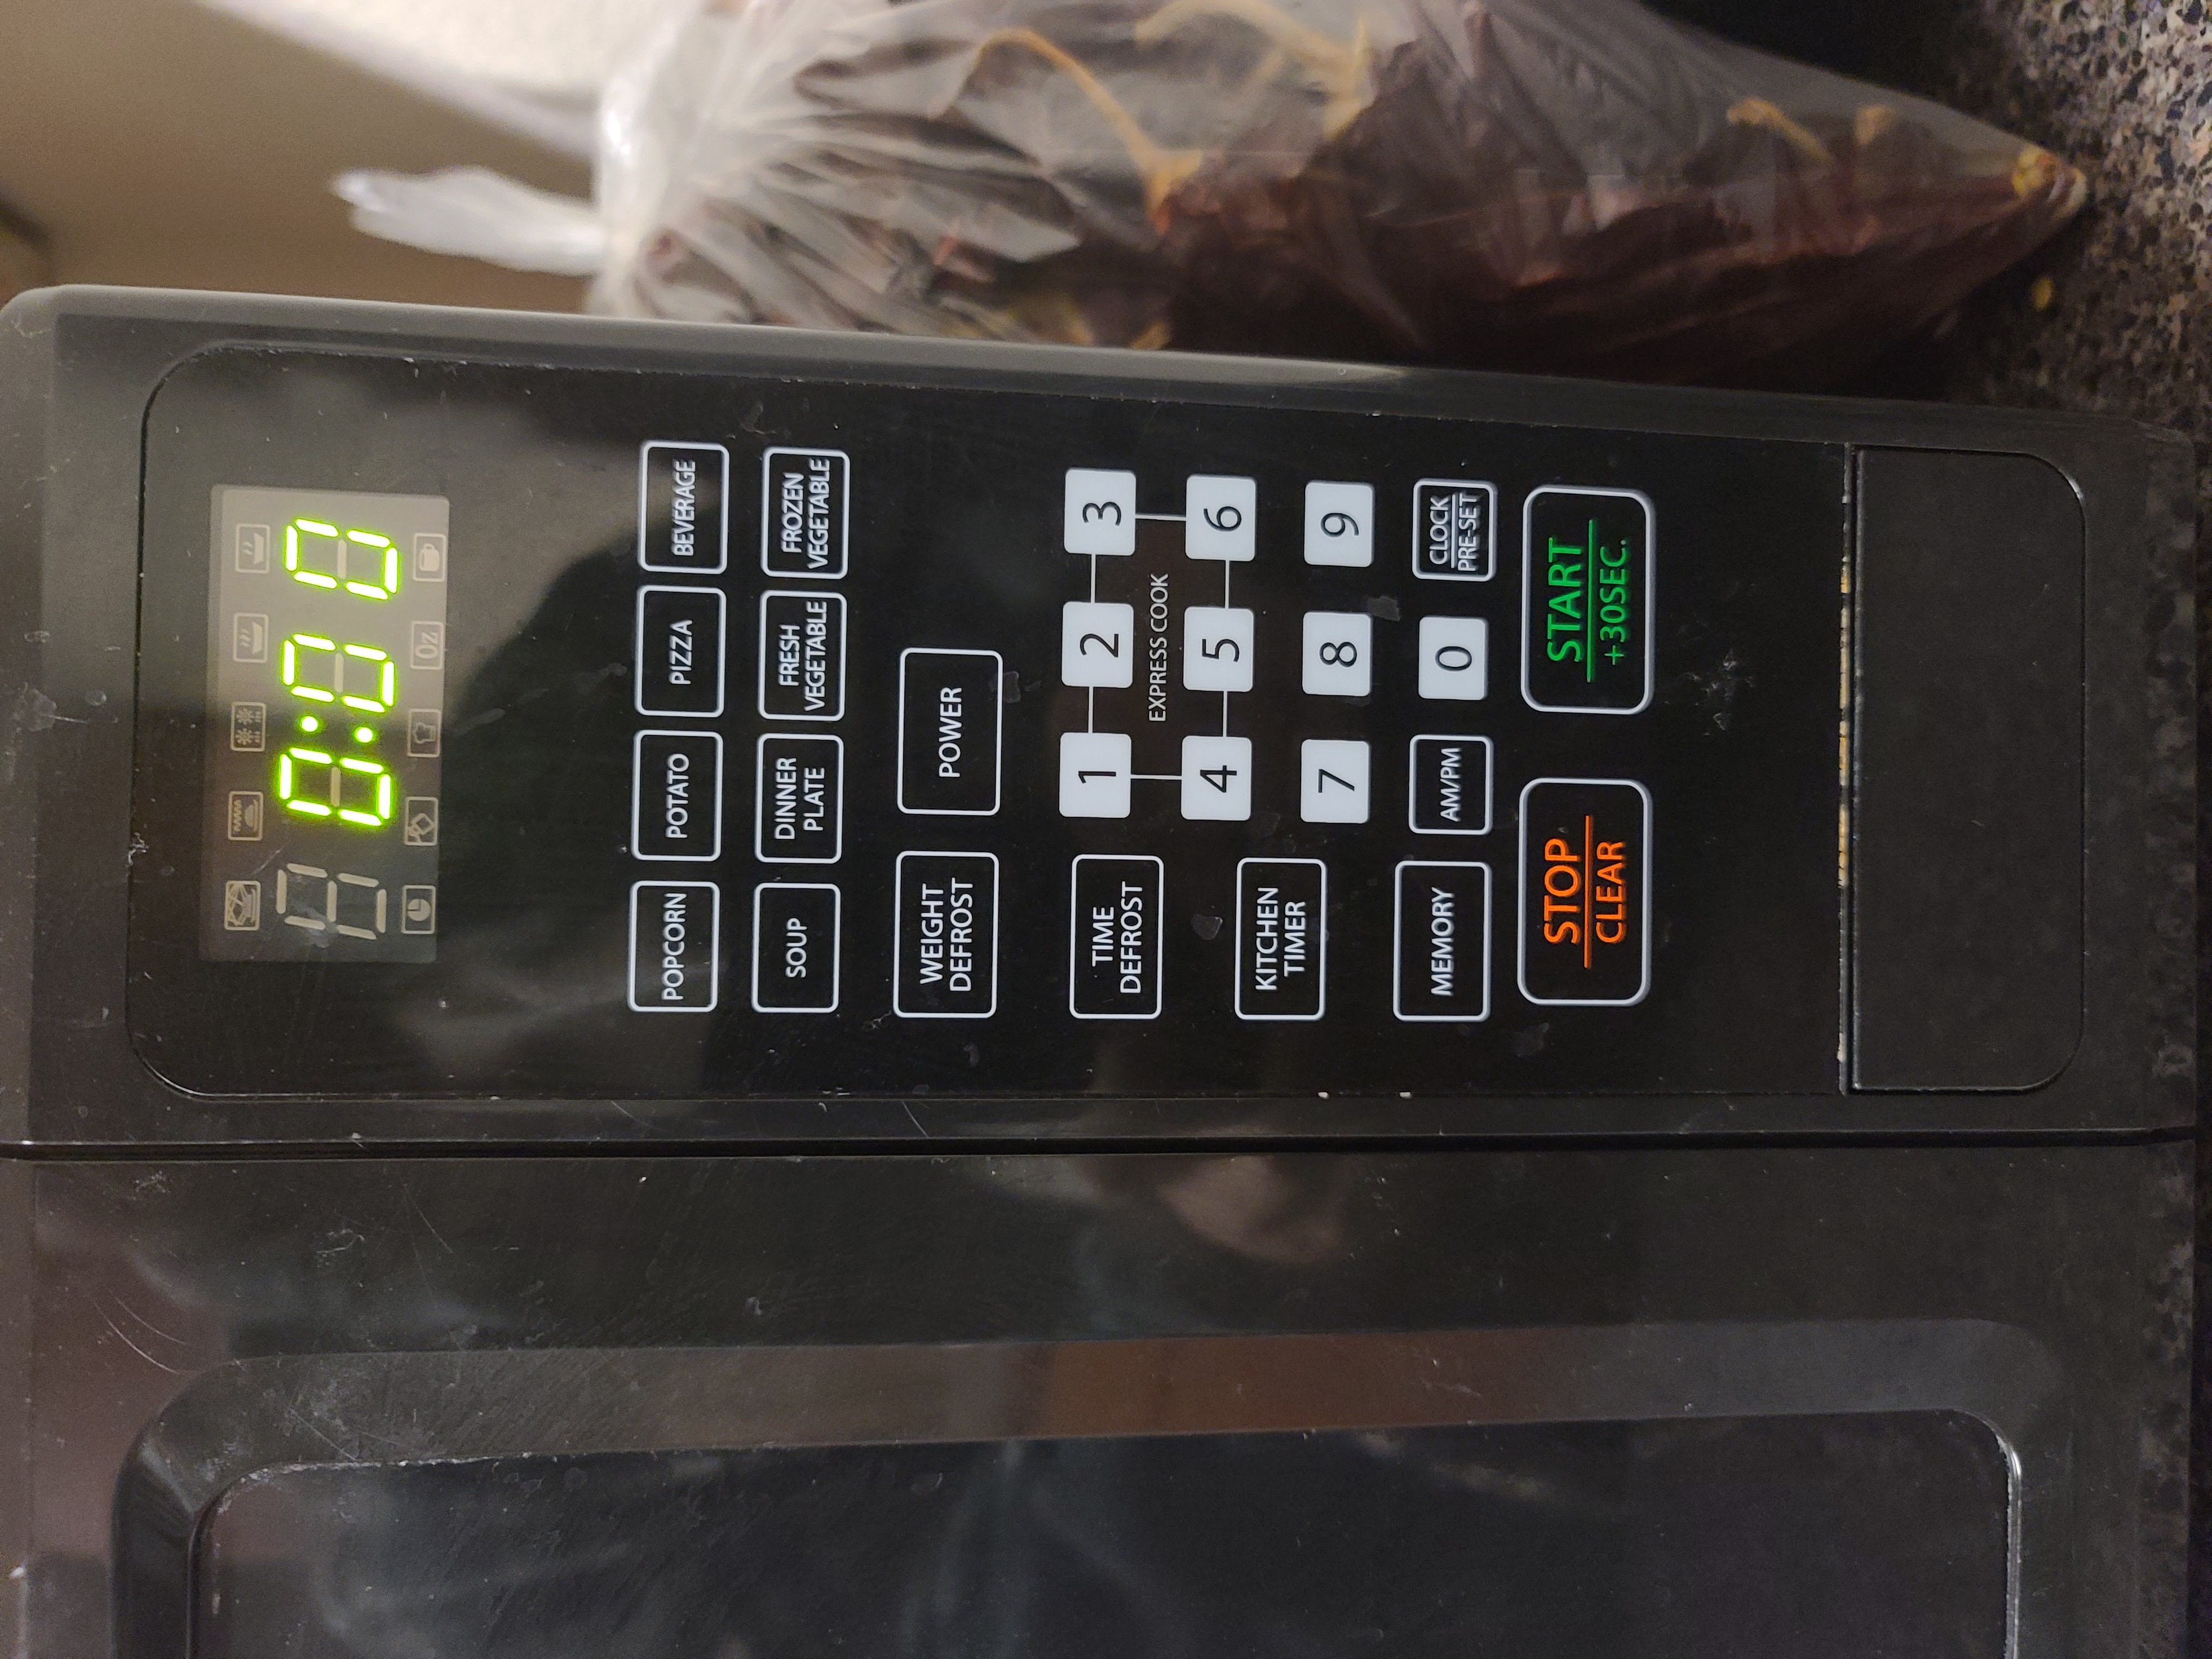 0:00
0z
POPCORN
POTATO
PIZZA
BEVERAGE
SOUP
DINNER
PLATE
FRESH
VEGETABLE
FROZEN
VEGETABLE
WEIGHT
DEFROST
POWER
TIME
DEFROST
1 2 3
EXPRESS COOK
4 5 6
KITCHEN
TIMER
7 8 9
MEMORY
AM/PM
0
CLOCK
PRE-SET
STOP
CLEAR
START
+30SEC.